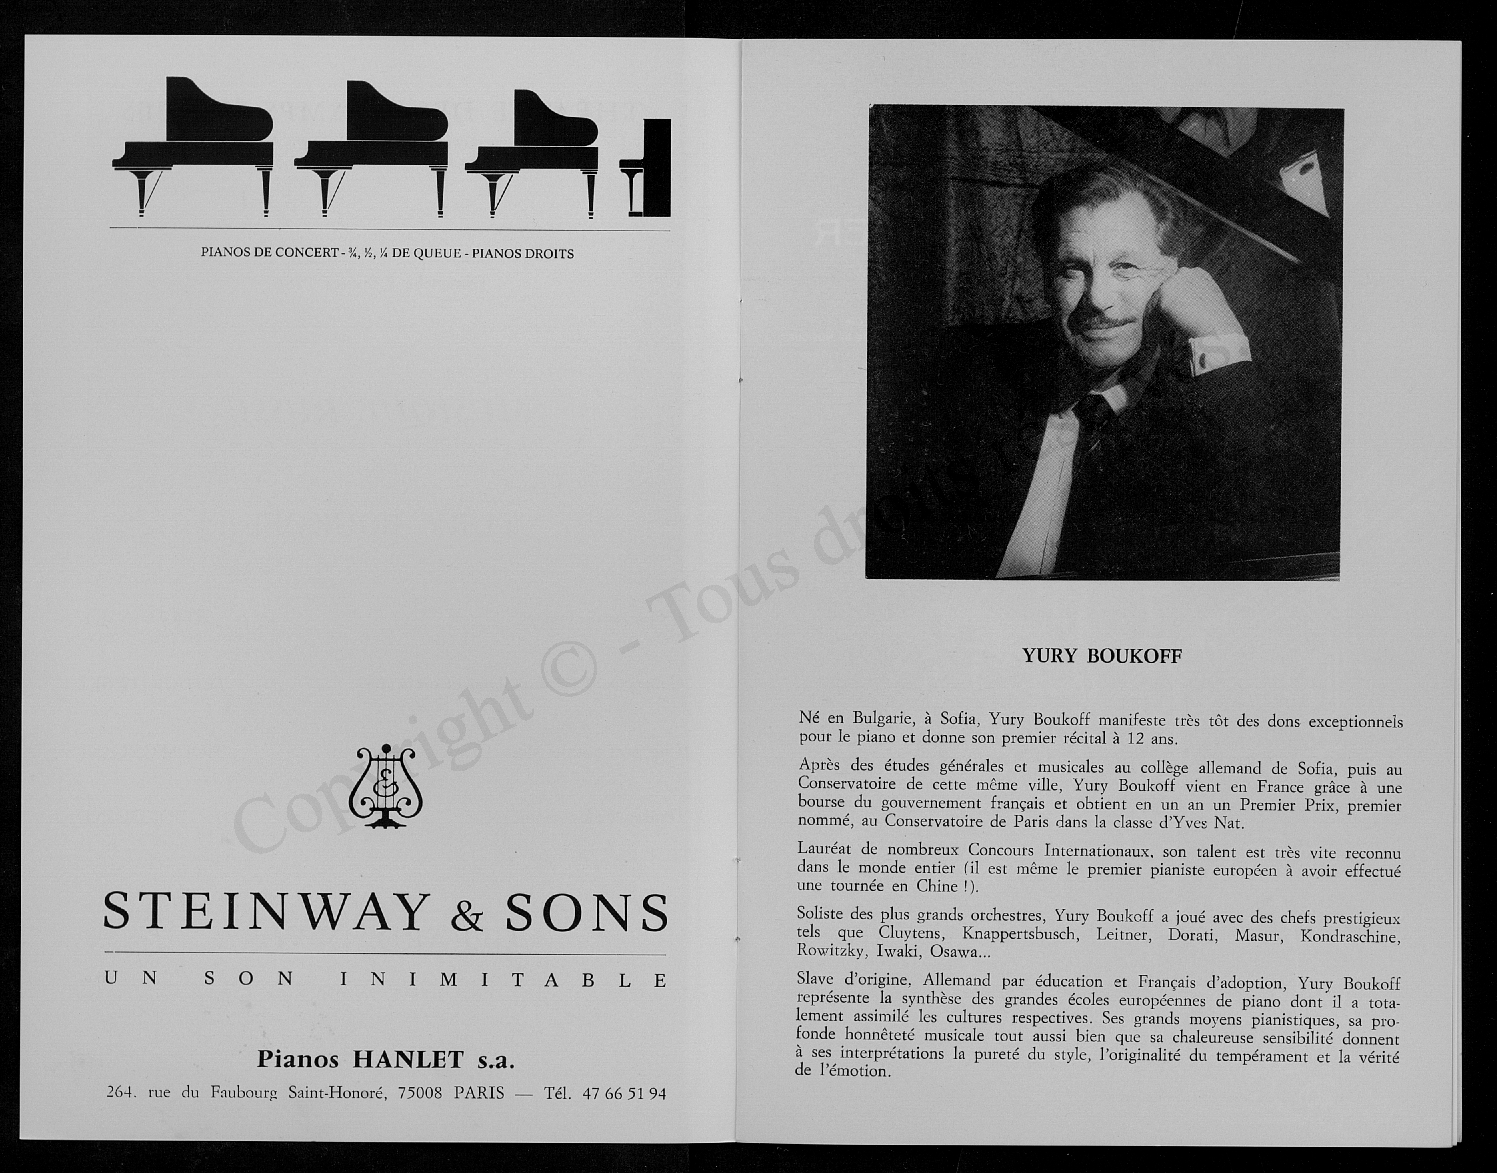 PIANOS DE CONCERT - ¾, ½, ¼ DE QUEUE - PIANOS DROITS
STEINWAY & SONS
UN SON INIMITABLE
Pianos HANLET s.a.
264. rue du Faubourg Saint-Honoré, 75008 PARIS — Tél. 47 66 51 94
Copyright © - Tous droits
YURY BOUKOFF
Né en Bulgarie, à Sofia, Yury Boukoff manifeste très tôt des dons exceptionnels
pour le piano et donne son premier récital à 12 ans.
Après des études générales et musicales au collège allemand de Sofia, puis au
Conservatoire de cette même ville, Yury Boukoff vient en France grâce à une
bourse du gouvernement français et obtient en un an un Premier Prix, premier
nommé, au Conservatoire de Paris dans la classe d'Yves Nat.
Lauréat de nombreux Concours Internationaux, son talent est très vite reconnu
dans le monde entier (il est même le premier pianiste européen à avoir effectué
une tournée en Chine !).
Soliste des plus grands orchestres, Yury Boukoff a joué avec des chefs prestigieux
tels que Cluytens, Knappertsbusch, Leitner, Dorati, Masur, Kondraschine,
Rowitzky, Iwaki, Osawa...
Slave d'origine, Allemand par éducation et Français d'adoption, Yury Boukoff
représente la synthèse des grandes écoles européennes de piano dont il a tota-
lement assimilé les cultures respectives. Ses grands moyens pianistiques, sa pro-
fonde honnêteté musicale tout aussi bien que sa chaleureuse sensibilité donnent
à ses interprétations la pureté du style, l'originalité du tempérament et la vérité
de l'émotion.